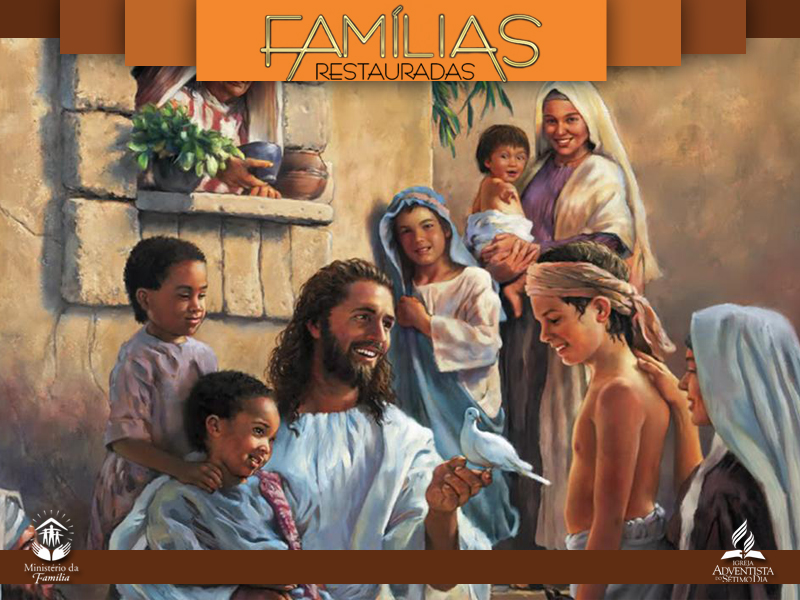 FAMÍLIAS
RESTAURADAS
Ministério da
Família
IGREJA
ADVENTISTA
DO SÉTIMO DIA